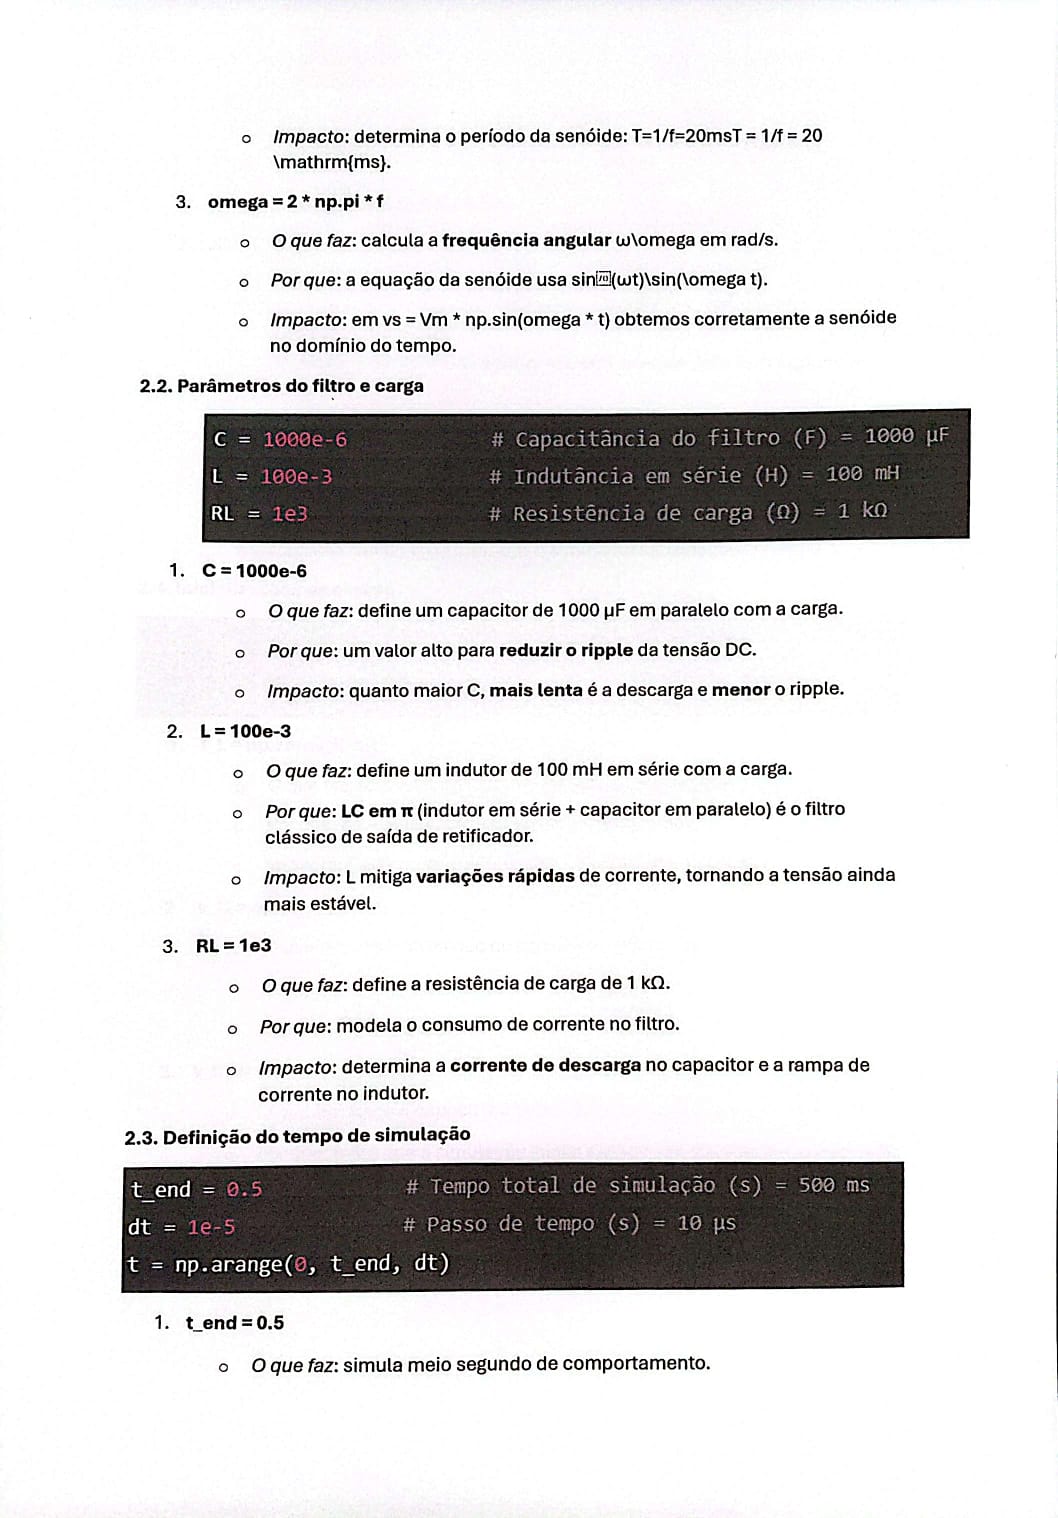 o Impacto: determina o período da senóide: T=1/f=20msT = 1/f = 20
\mathrm{ms}.
3. omega = 2 * np.pi * f
o O que faz: calcula a frequência angular ω\omega em rad/s.
o Por que: a equação da senóide usa sin(ωt)\sin(\omega t).
o Impacto: em vs = Vm * np.sin(omega * t) obtemos corretamente a senóide
no domínio do tempo.
2.2. Parâmetros do filtro e carga
C = 1000e-6 # Capacitância do filtro (F) = 1000 µF
L = 100e-3 # Indutância em série (H) = 100 mH
RL = 1e3 # Resistência de carga (Ω) = 1 kΩ
1. C = 1000e-6
o O que faz: define um capacitor de 1000 µF em paralelo com a carga.
o Por que: um valor alto para reduzir o ripple da tensão DC.
o Impacto: quanto maior C, mais lenta é a descarga e menor o ripple.
2. L = 100e-3
o O que faz: define um indutor de 100 mH em série com a carga.
o Por que: LC em π (indutor em série + capacitor em paralelo) é o filtro
clássico de saída de retificador.
o Impacto: L mitiga variações rápidas de corrente, tornando a tensão ainda
mais estável.
3. RL = 1e3
o O que faz: define a resistência de carga de 1 kΩ.
o Por que: modela o consumo de corrente no filtro.
o Impacto: determina a corrente de descarga no capacitor e a rampa de
corrente no indutor.
2.3. Definição do tempo de simulação
t_end = 0.5 # Tempo total de simulação (s) = 500 ms
dt = 1e-5 # Passo de tempo (s) = 10 µs
t = np.arange(0, t_end, dt)
1. t_end = 0.5
o O que faz: simula meio segundo de comportamento.